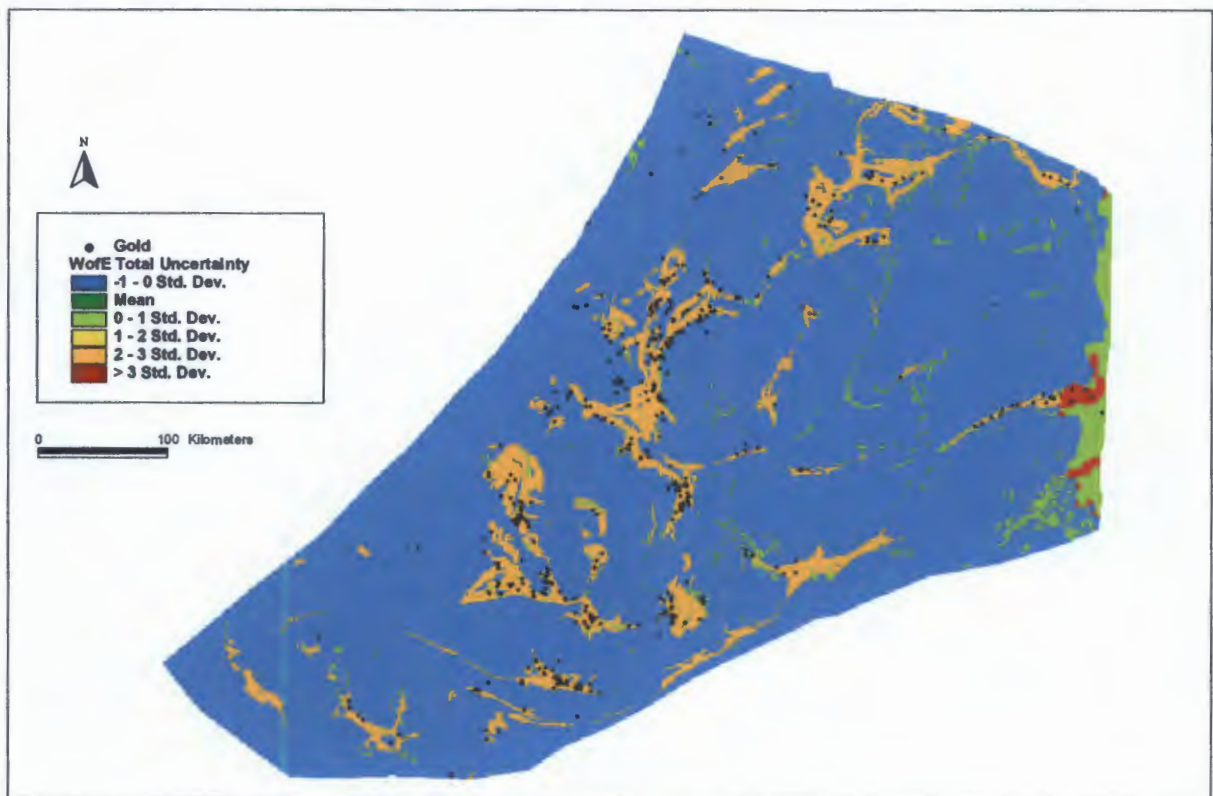 N
Gold
WofE Total Uncertainty
-1 - 0 Std. Dev.
Mean
0 - 1 Std. Dev.
1 - 2 Std. Dev.
2 - 3 Std. Dev.
> 3 Std. Dev.
0 100 Kilometers